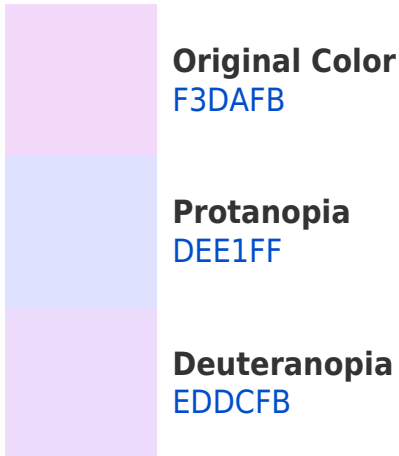 Original Color
F3DAFB
Protanopia
DEE1FF
Deuteranopia
EDDCFB